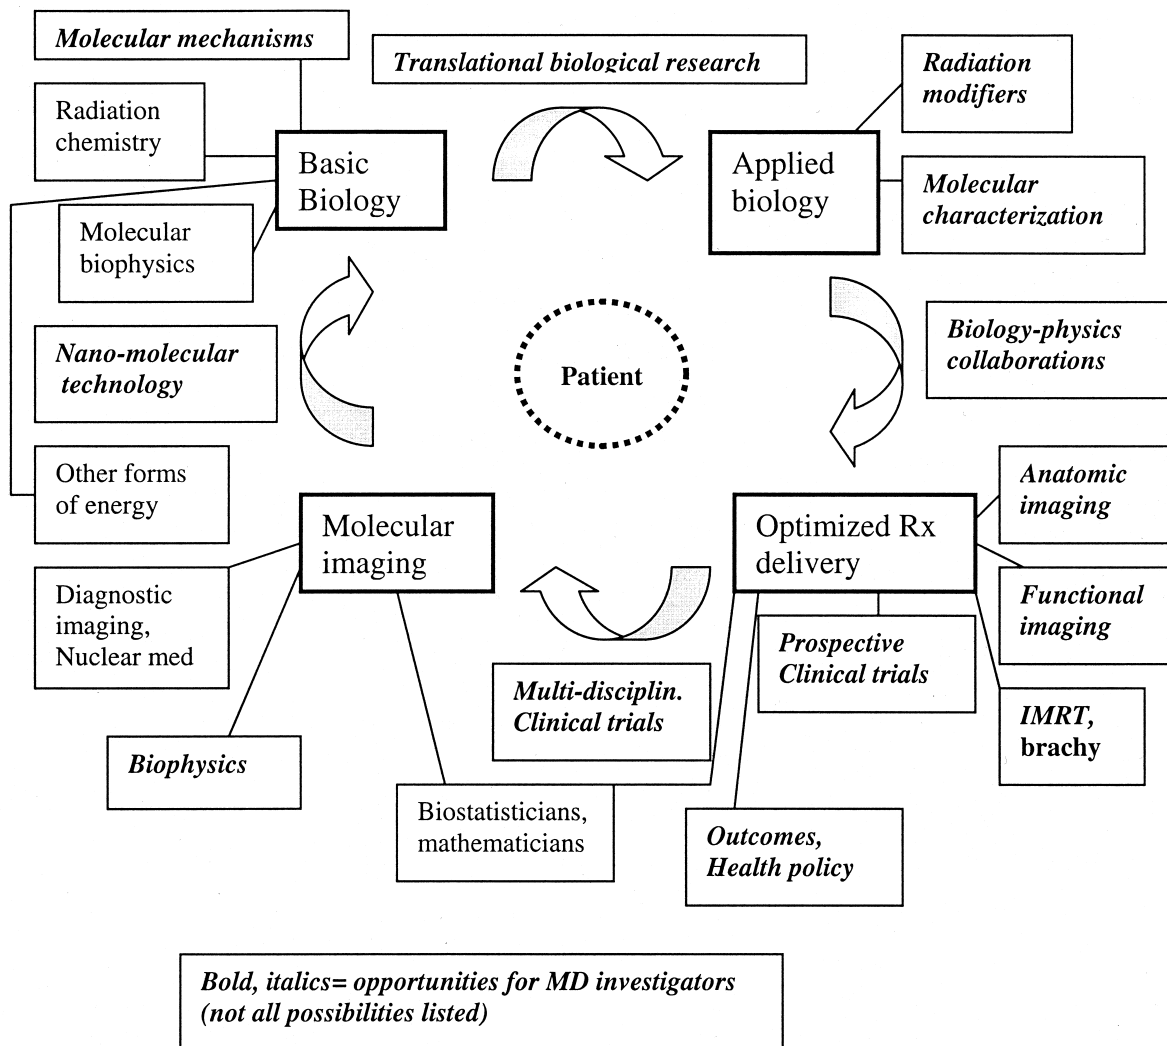 Molecular mechanisms
Translational biological research
Radiation
modifiers
Radiation
chemistry
Basic
Biology
Applied
biology
Molecular
characterization
Molecular
biophysics
Nano-molecular
technology
Patient
Biology-physics
collaborations
Other forms
of energy
Molecular
imaging
Optimized Rx
delivery
Anatomic
imaging
Diagnostic
imaging,
Nuclear med
Functional
imaging
Prospective
Clinical trials
Multi-disciplin.
Clinical trials
IMRT,
brachy
Biophysics
Biostatisticians,
mathematicians
Outcomes,
Health policy
Bold, italics= opportunities for MD investigators
(not all possibilities listed)